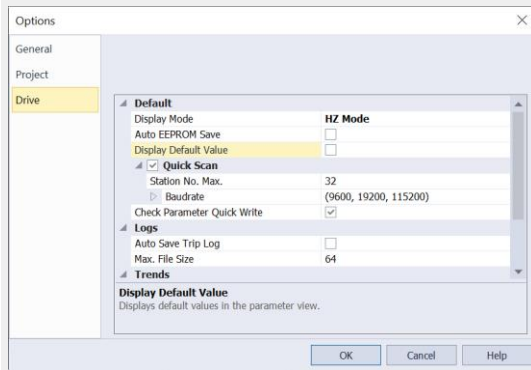 Options
General
Project
Drive
Default
Display Mode HZ Mode
Auto EEPROM Save
Display Default Value
Quick Scan
Station No. Max. 32
Baudrate (9600, 19200, 115200)
Check Parameter Quick Write
Logs
Auto Save Trip Log
Max. File Size 64
Trends
Display Default Value
Displays default values in the parameter view.
OK Cancel Help